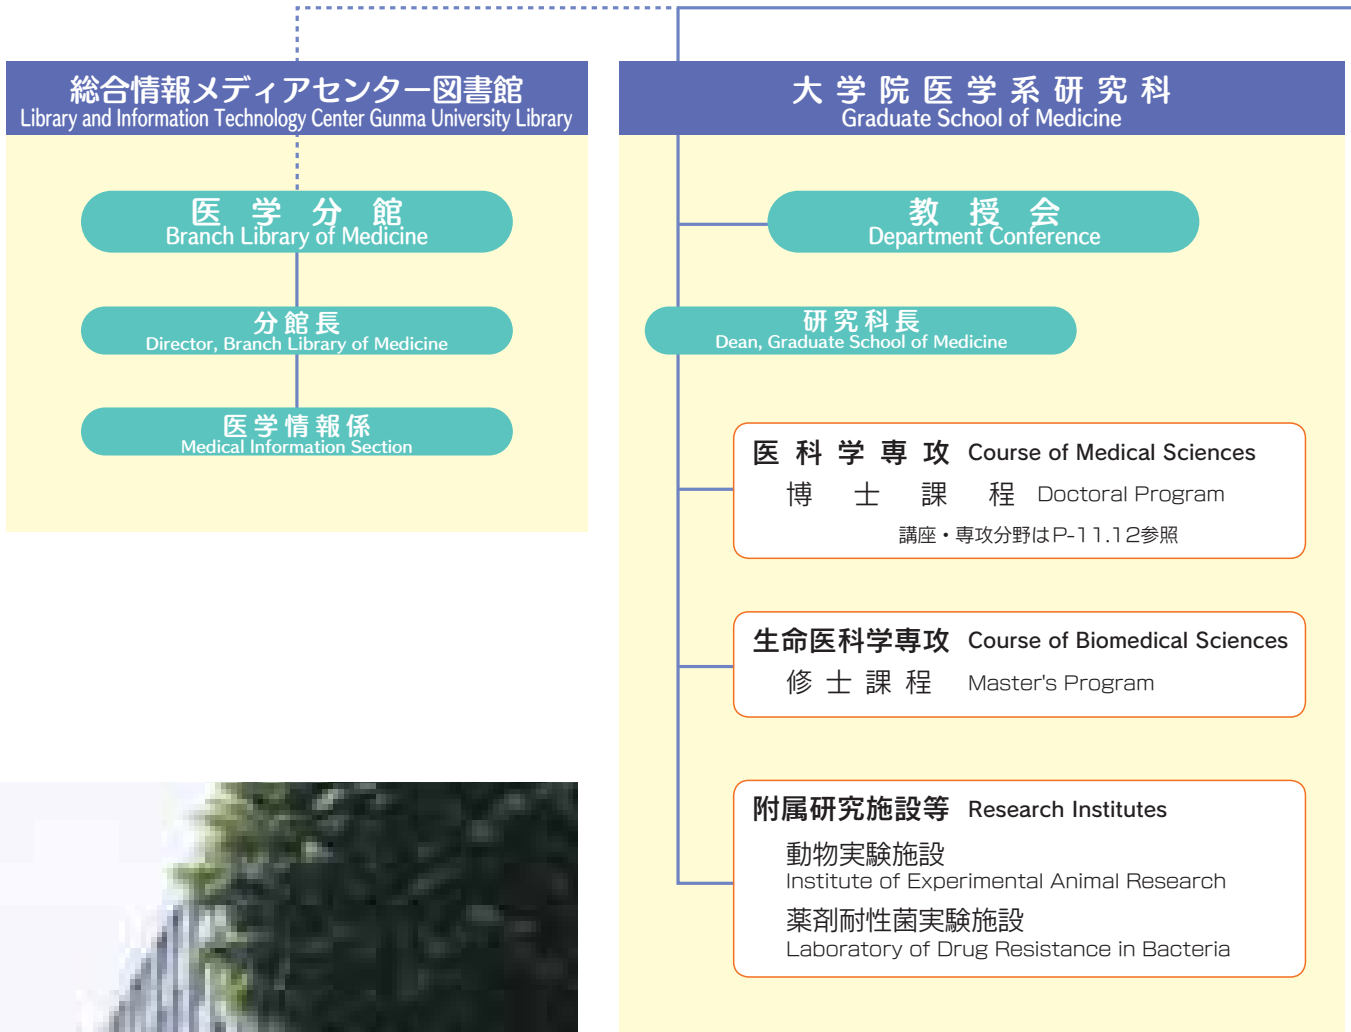 総合情報メディアセンター図書館
Library and Information Technology Center Gunma University Library
医学分館
Branch Library of Medicine
分館長
Director, Branch Library of Medicine
医学情報係
Medical Information Section
大学院医学系研究科
Graduate School of Medicine
教授会
Department Conference
研究科長
Dean, Graduate School of Medicine
医科学専攻 Course of Medical Sciences
博士課程 Doctoral Program
講座・専攻分野はP-11.12参照
生命医科学専攻 Course of Biomedical Sciences
修士課程 Master's Program
附属研究施設等 Research Institutes
動物実験施設
Institute of Experimental Animal Research
薬剤耐性菌実験施設
Laboratory of Drug Resistance in Bacteria